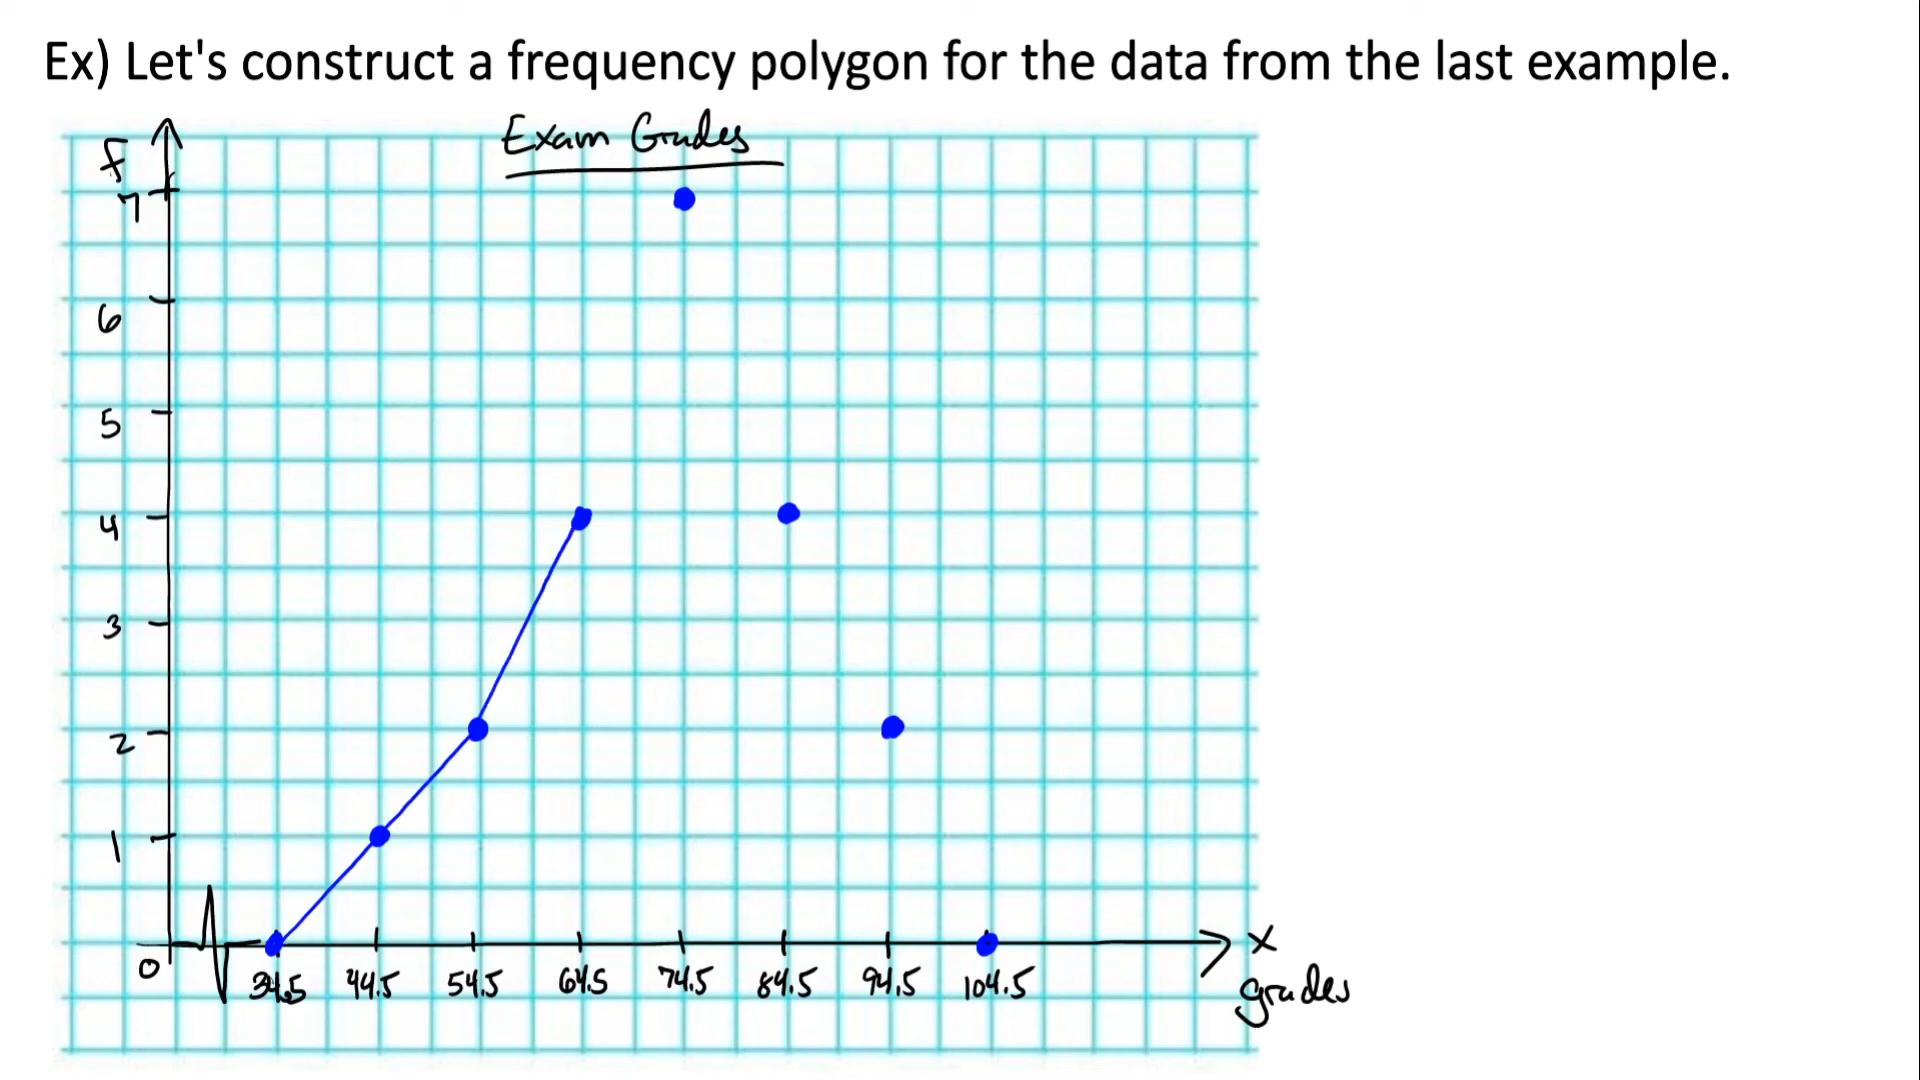 Ex) Let's construct a frequency polygon for the data from the last example.
Exam Grades
f
7
6
5
4
3
2
1
0
34.5 44.5 54.5 64.5 74.5 84.5 94.5 104.5
x
grades